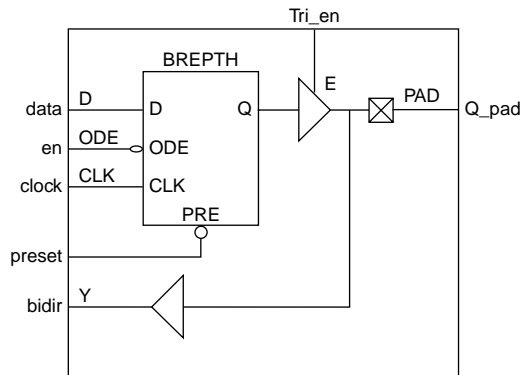 Tri_en
BREPTH
E
data D D Q PAD Q_pad
en ODE ODE
clock CLK CLK
PRE
preset
bidir Y